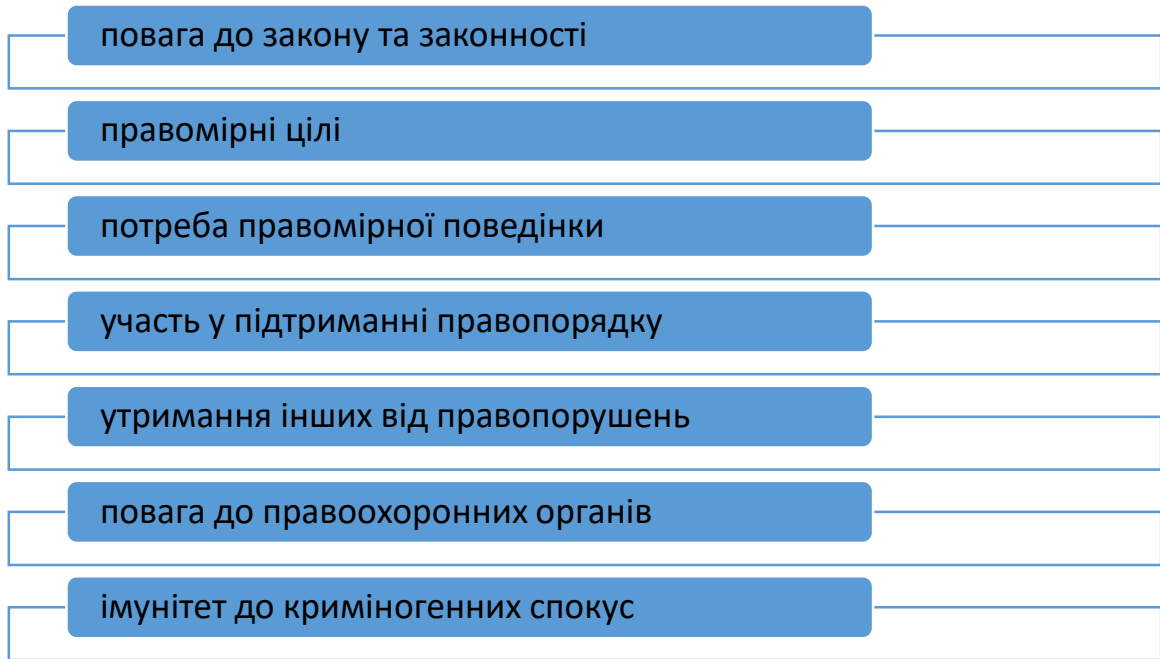 повага до закону та законності
правомірні цілі
потреба правомірної поведінки
участь у підтриманні правопорядку
утримання інших від правопорушень
повага до правоохоронних органів
імунітет до криміногенних спокус